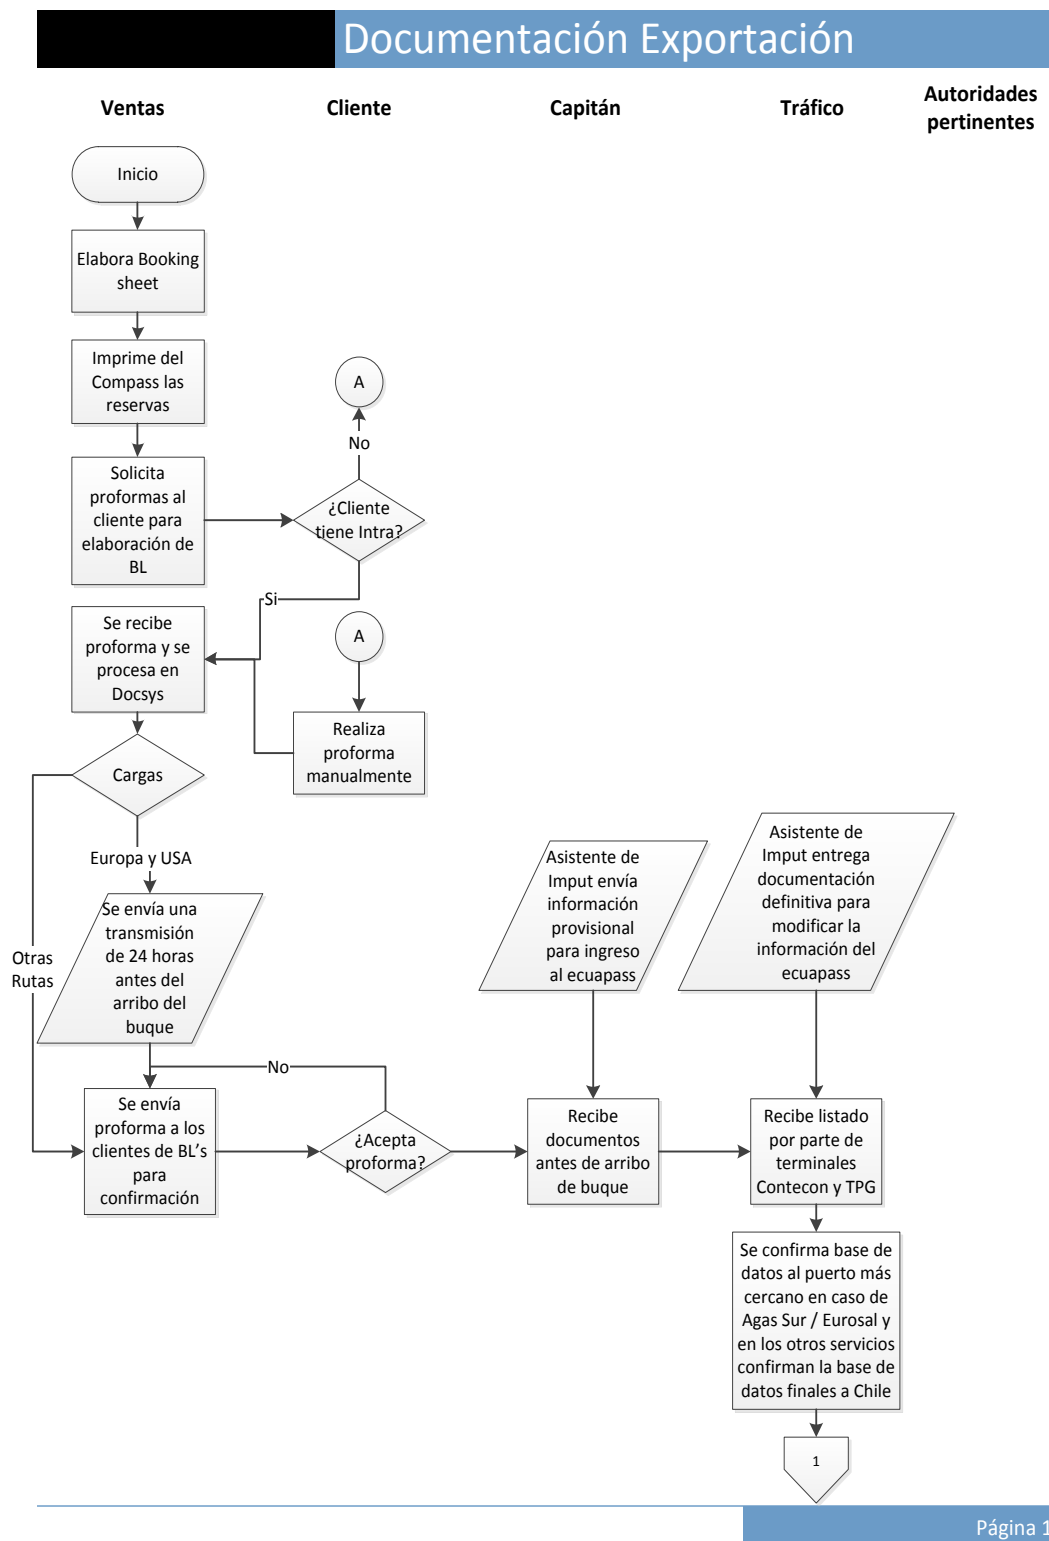 Documentación Exportación
Ventas
Cliente
Capitán
Tráfico
Autoridades
pertinentes
Inicio
Elabora Booking
sheet
Imprime del
Compass las
reservas
A
No
Solicita
proformas al
cliente para
elaboración de
BL
¿Cliente
tiene Intra?
Si
Se recibe
proforma y se
procesa en
Docsys
A
Realiza
proforma
manualmente
Cargas
Europa y USA
Otras
Rutas
Se envía una
transmisión
de 24 horas
antes del
arribo del
buque
Asistente de
Imput envía
información
provisional
para ingreso
al ecuapass
Asistente de
Imput entrega
documentación
definitiva para
modificar la
información del
ecuapass
No
Se envía
proforma a los
clientes de BL's
para
confirmación
¿Acepta
proforma?
Recibe
documentos
antes de arribo
de buque
Recibe listado
por parte de
terminales
Contecon y TPG
Se confirma base de
datos al puerto más
cercano en caso de
Agas Sur / Eurosal y
en los otros servicios
confirman la base de
datos finales a Chile
1
Página 1